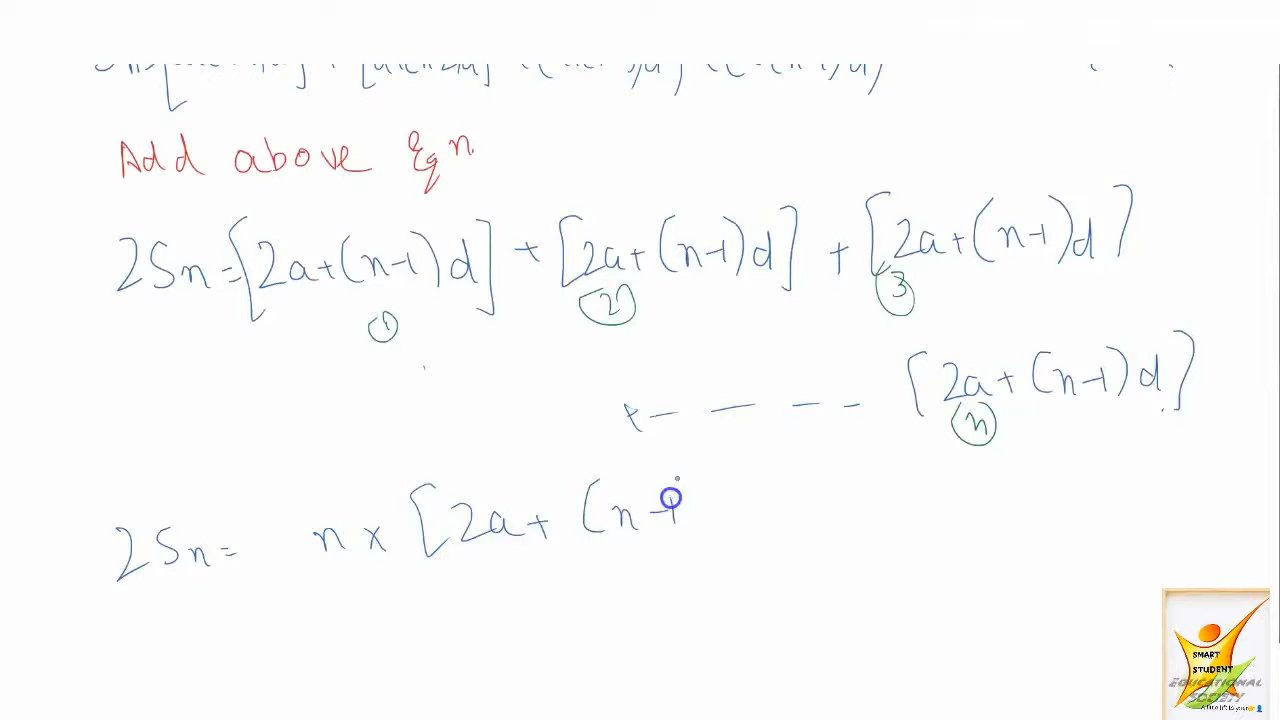 Add above Eqn.
2Sn = [2a+(n-1)d] + [2a+(n-1)d] + [2a+(n-1)d]
1 2 3
+ – – – – [2a+(n-1)d]
n
2Sn = n x [2a+ (n-1
SMART
STUDENT
EDUCATIONAL
SOCIETY